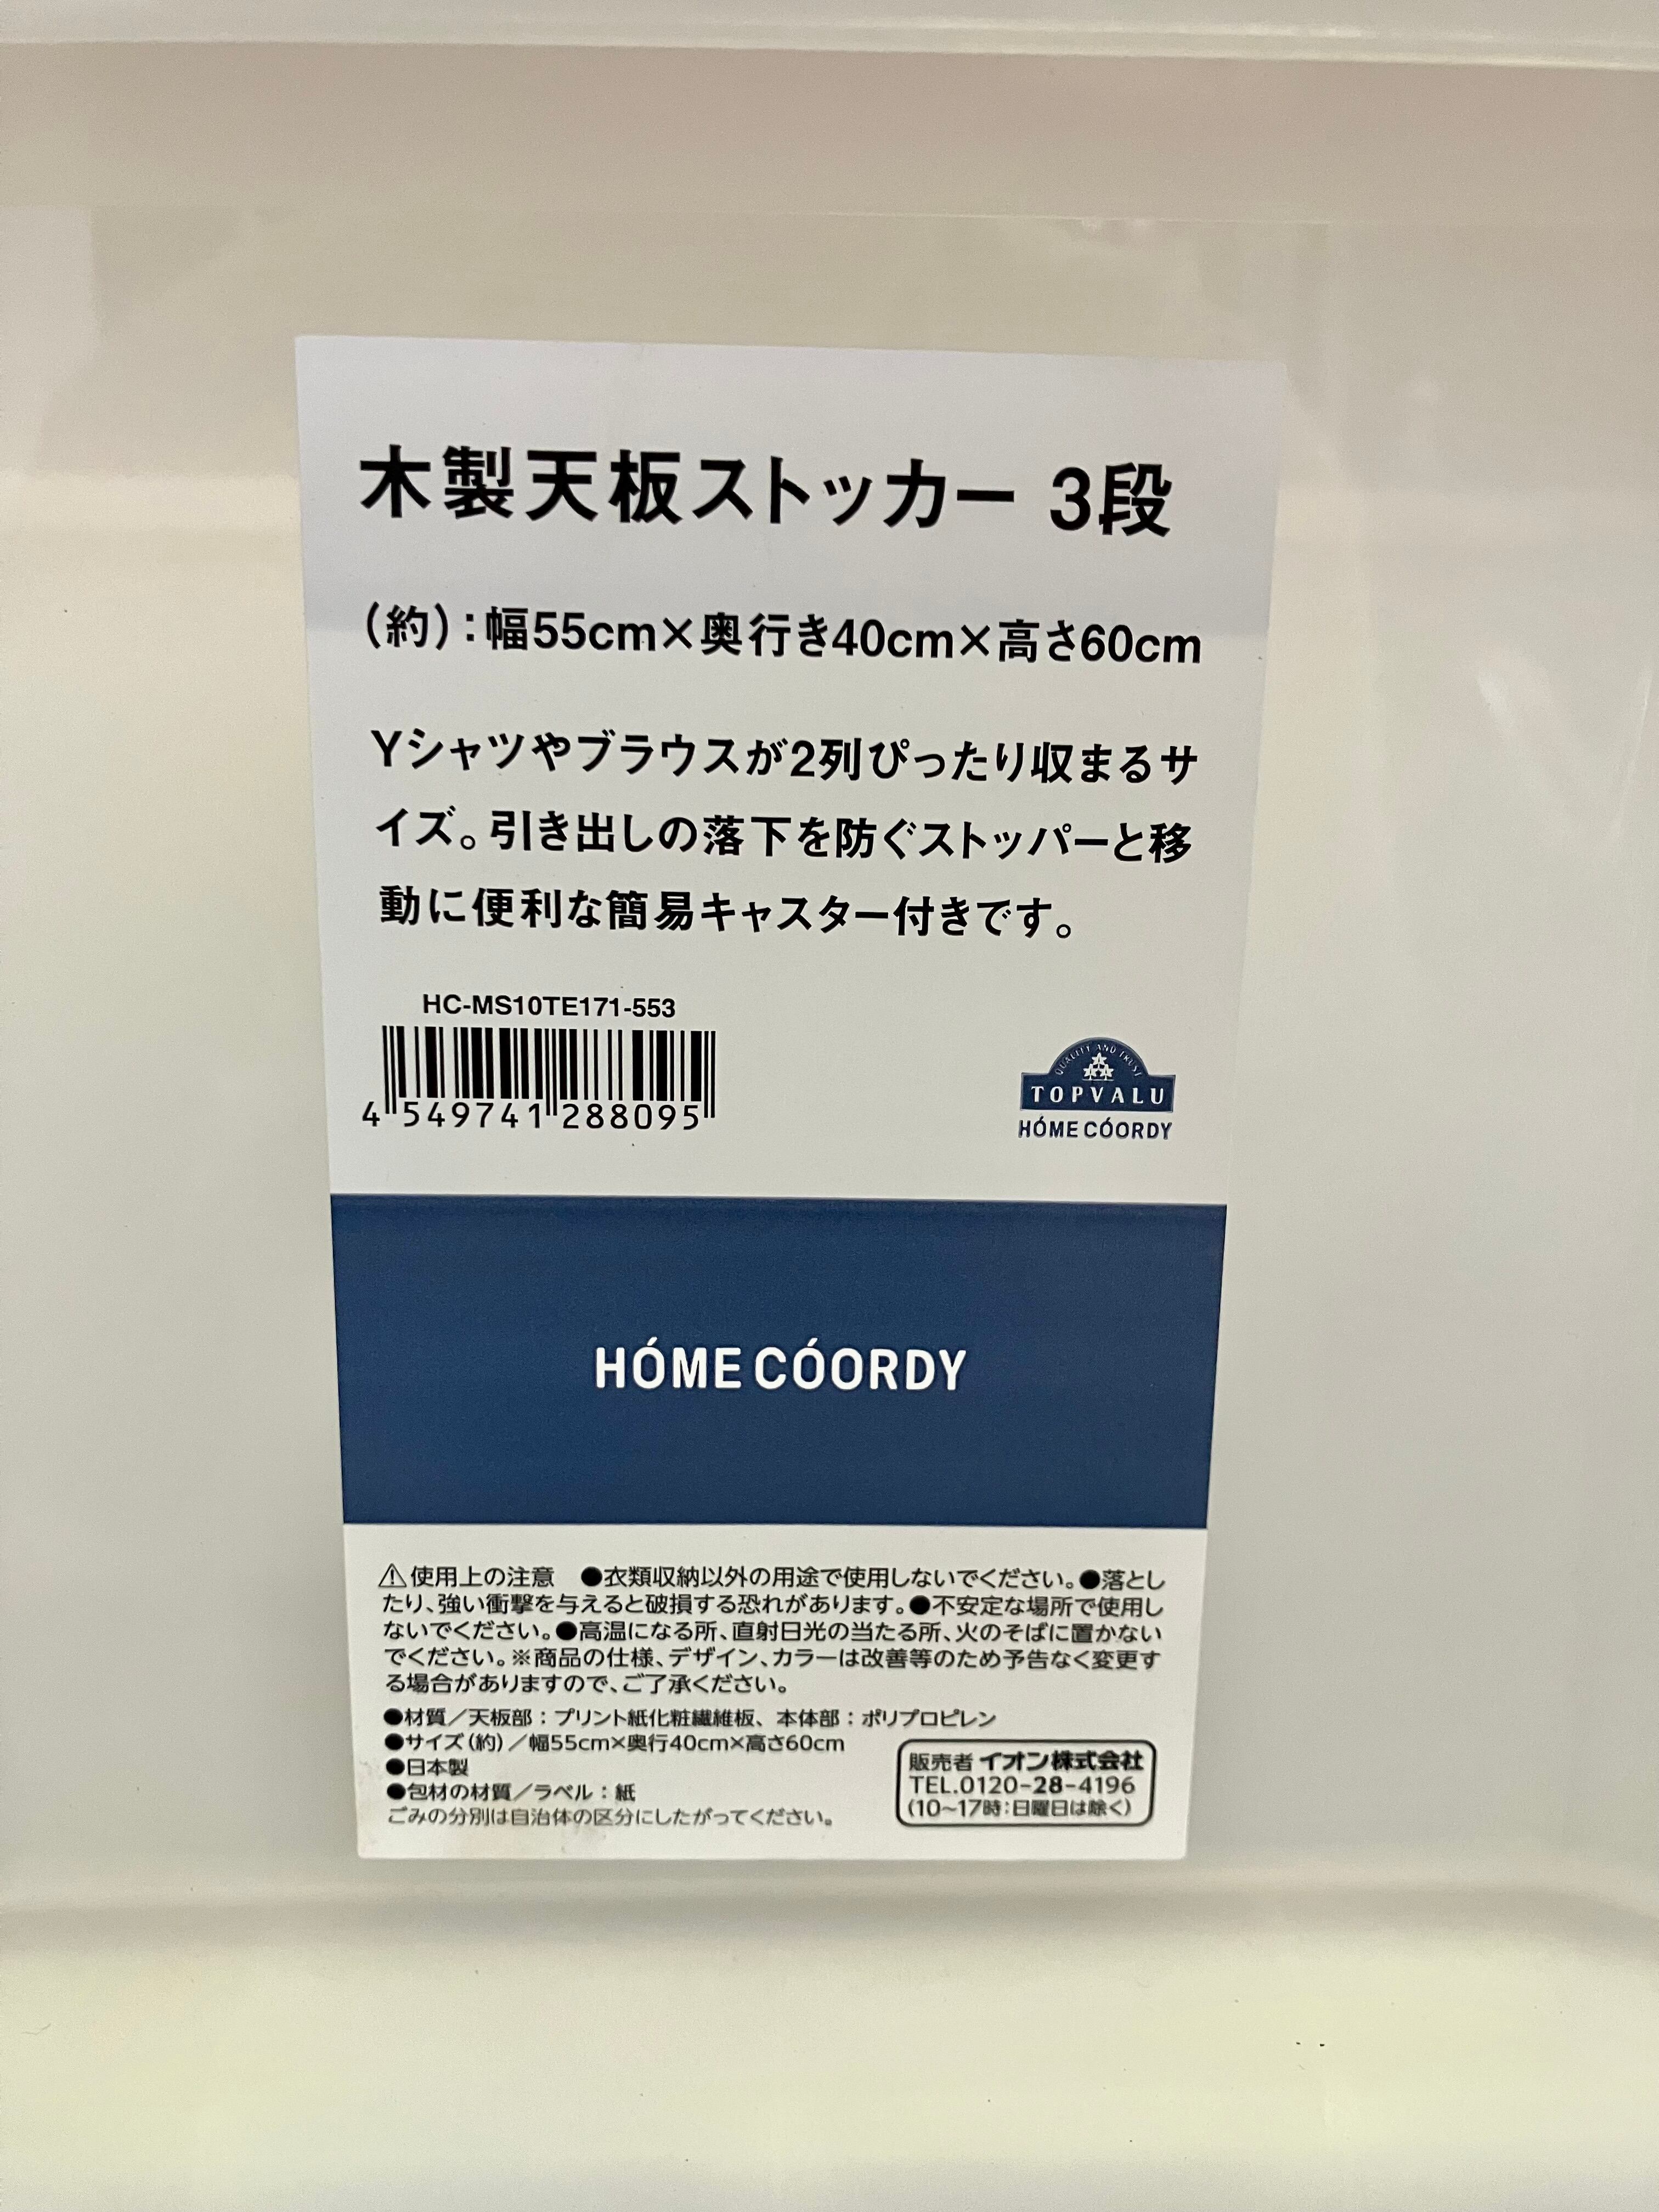 木製天板ストッカー 3段
(約):幅55cm×奥行き40cm×高さ60cm
Yシャツやブラウスが2列ぴったり収まるサ
イズ。引き出しの落下を防ぐストッパーと移
動に便利な簡易キャスター付きです。
HC-MS10TE171-553
4 549741 288095
QUALITY AND TRUST
TOPVALU
HÓME CÓORDY
HÓME CÓORDY
⚠使用上の注意 ●衣類収納以外の用途で使用しないでください。●落とし
たり、強い衝撃を与えると破損する恐れがあります。●不安定な場所で使用し
ないでください。●高温になる所、直射日光の当たる所、火のそばに置かない
でください。※商品の仕様、デザイン、カラーは改善等のため予告なく変更す
る場合がありますので、ご了承ください。
●材質/天板部:プリント紙化粧繊維板、本体部:ポリプロピレン
●サイズ(約)/幅55cm×奥行40cm×高さ60cm
●日本製
●包材の材質/ラベル:紙
ごみの分別は自治体の区分にしたがってください。
販売者 イオン株式会社
TEL.0120-28-4196
(10~17時:日曜日は除く)